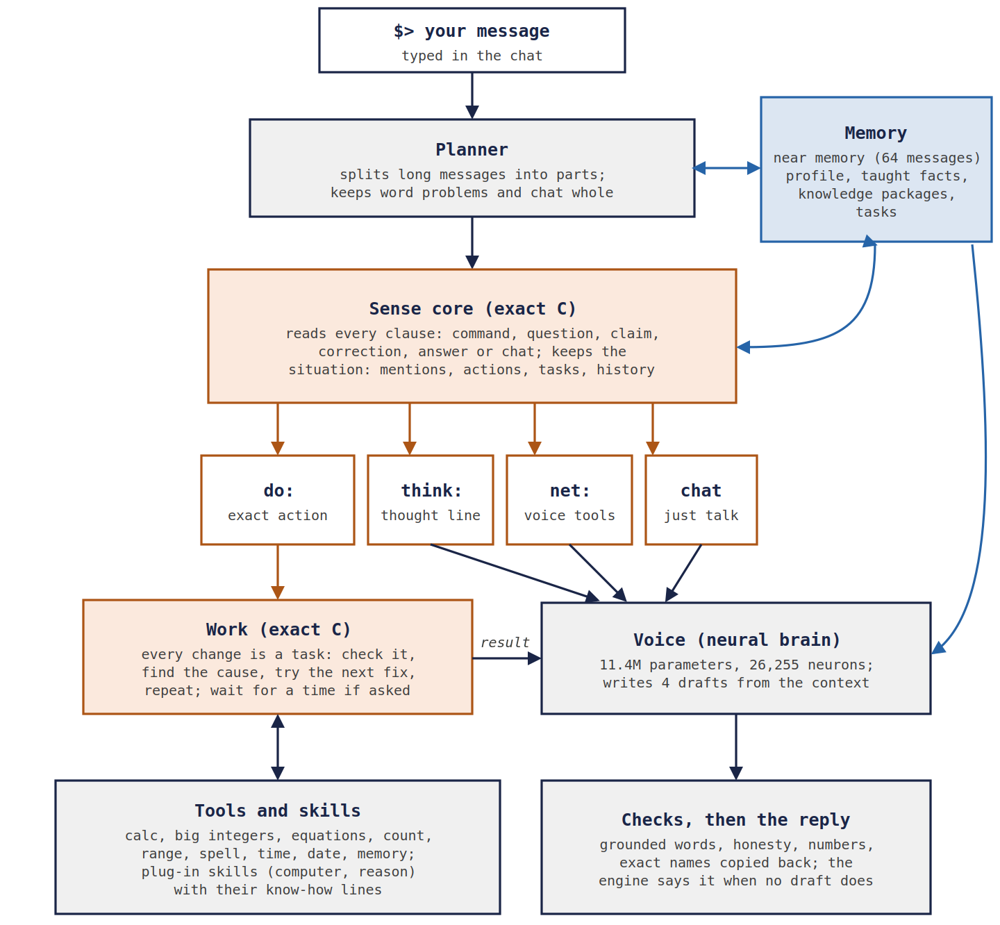 $> your message
typed in the chat
Planner
splits long messages into parts;
keeps word problems and chat whole
Memory
near memory (64 messages)
profile, taught facts,
knowledge packages,
tasks
Sense core (exact C)
reads every clause: command, question, claim,
correction, answer or chat; keeps the
situation: mentions, actions, tasks, history
do:
exact action
think:
thought line
net:
voice tools
chat
just talk
Work (exact C)
every change is a task: check it,
find the cause, try the next fix,
repeat; wait for a time if asked
result
Voice (neural brain)
11.4M parameters, 26,255 neurons;
writes 4 drafts from the context
Tools and skills
calc, big integers, equations, count,
range, spell, time, date, memory;
plug-in skills (computer, reason)
with their know-how lines
Checks, then the reply
grounded words, honesty, numbers,
exact names copied back; the
engine says it when no draft does